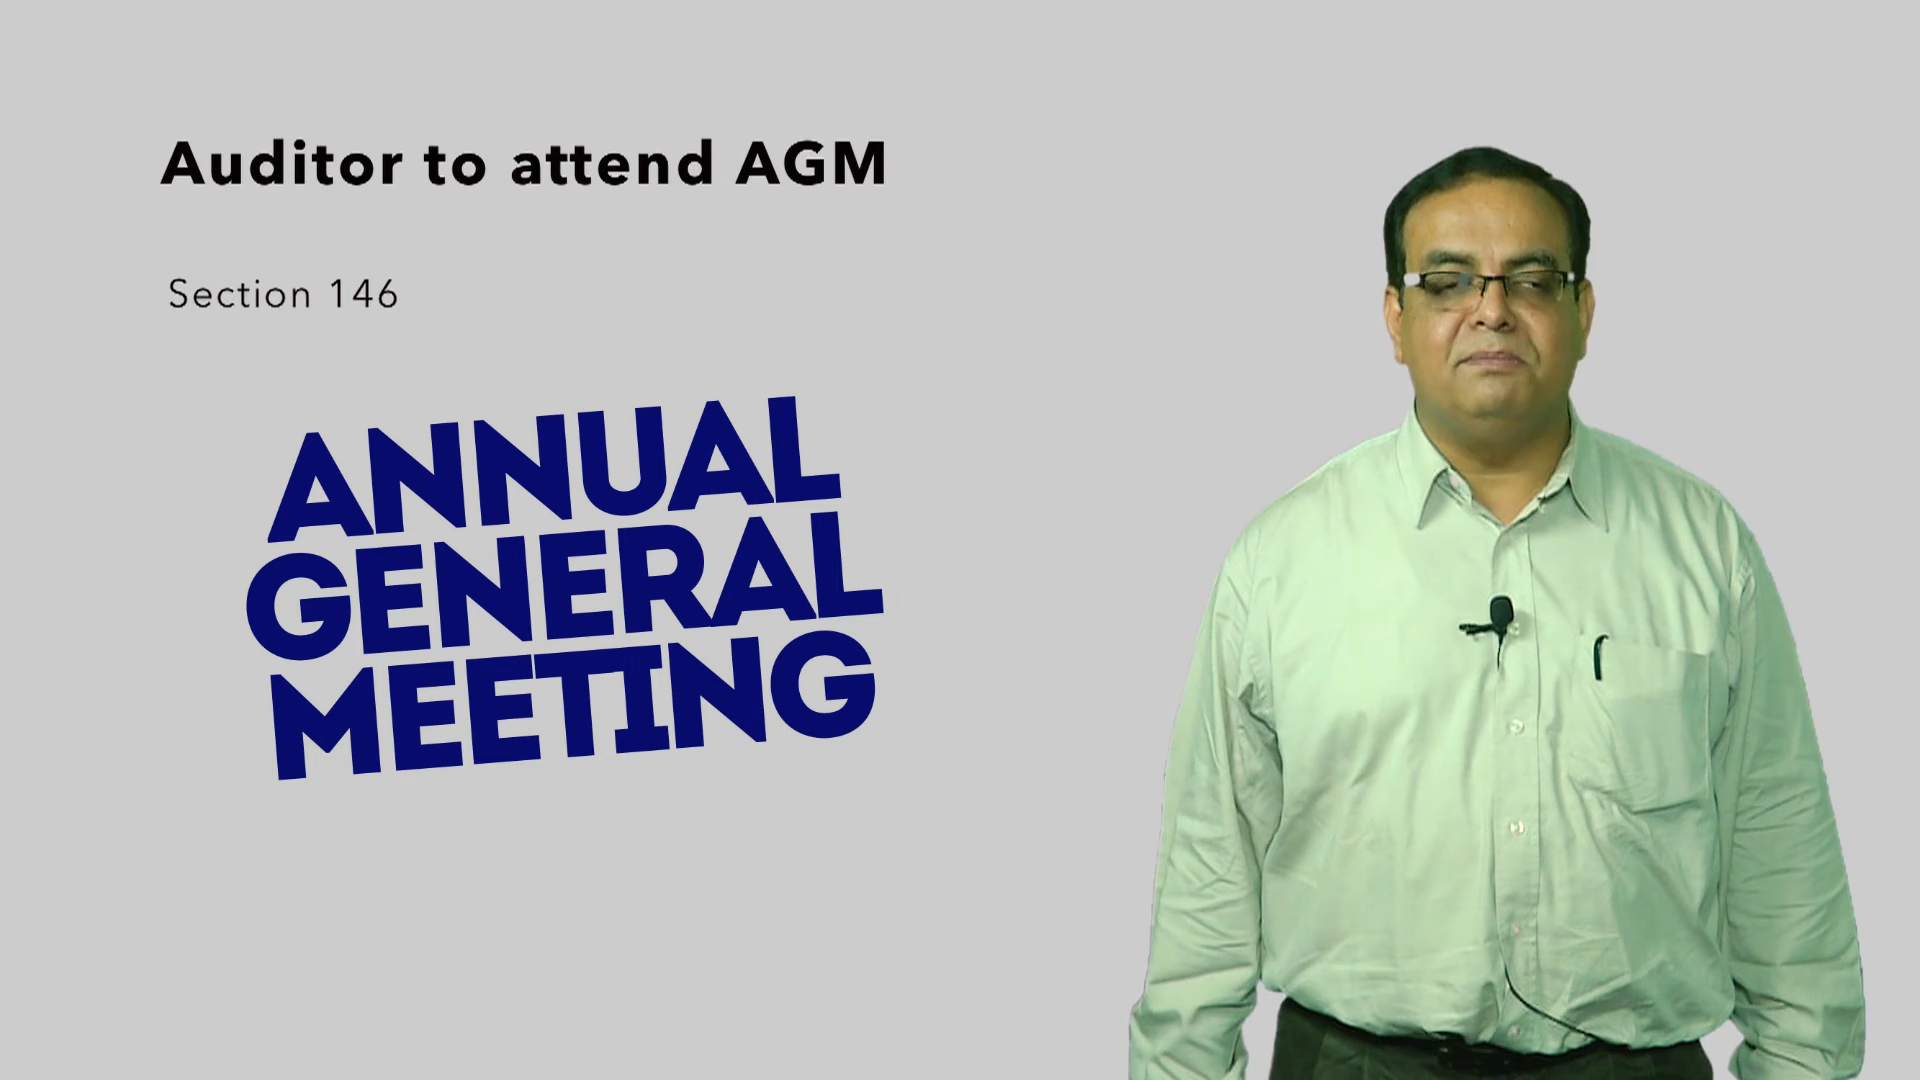 Auditor to attend AGM
Section 146
ANNUAL
GENERAL
MEETING